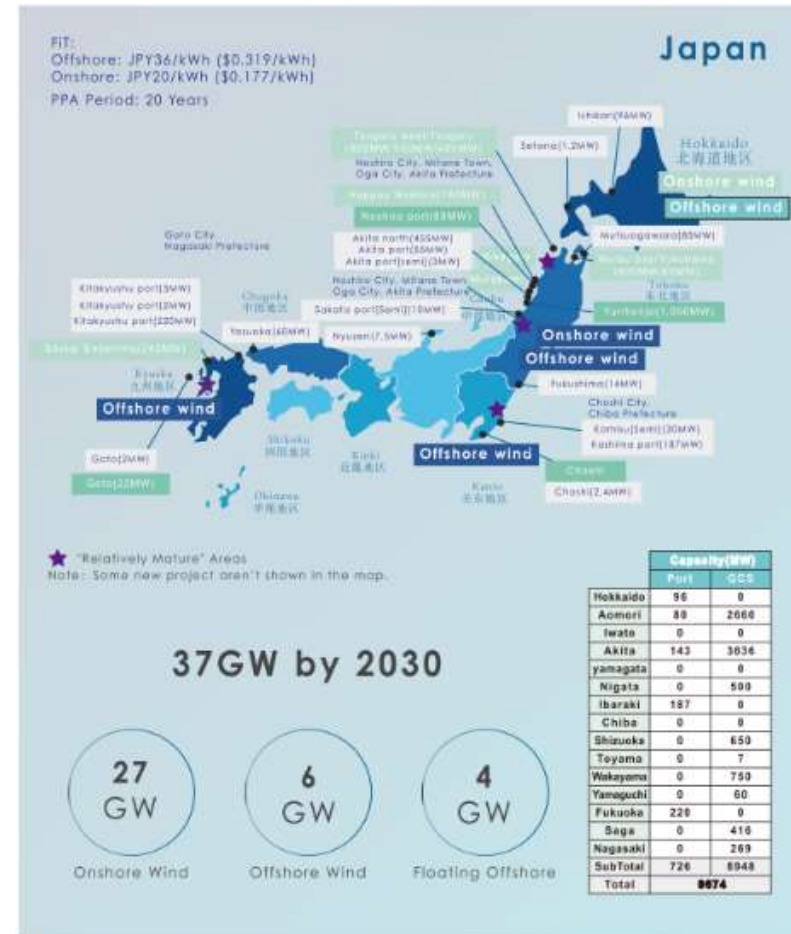 FiT:
Offshore: JPY36/kWh ($0.319/kWh)
Onshore: JPY20/kWh ($0.177/kWh)
PPA Period: 20 Years
Japan
Ishikari(96MW)
Setana(1.2MW)
Hokkaido
北海道地区
Onshore wind
Offshore wind
Noshiro City, Mitane Town,
Oga City, Akita Prefecture
Noshiro port(88MW)
Akita north(455MW)
Akita port(55MW)
Akita port(semi)(3MW)
Noshiro City, Mitane Town
Oga City, Akita Prefecture
Sakata port(Semi)(10MW)
Goto City,
Nagasaki Prefecture
Kitakyushu port(3MW)
Kitakyushu port(2MW)
Kitakyushu port(220MW)
Chugoku
中国地区
Yasuoka(60MW)
Nyuzen(7.5MW)
Mutsuogawara(80MW)
Tohoku
东北地区
Onshore wind
Offshore wind
Fukushima(14MW)
Choshi City,
Chiba Prefecture
Kamisu(Semi)(30MW)
Kashima port(187MW)
Offshore wind
Choshi
Choshi(2.4MW)
Kanto
Kyushu
九州地区
Offshore wind
Goto(2MW)
Goto(22MW)
Shikoku
Kinki
近畿地区
Okinawa
"Relatively Mature" Areas
Note: Some new project aren't shown in the map.
37GW by 2030
27
GW
Onshore Wind
6
GW
Offshore Wind
4
GW
Floating Offshore
Capacity(MW)
Port GCS
Hokkaido 96 0
Aomori 80 2660
Iwate 0 0
Akita 143 3636
yamagata 0 0
Nigata 0 500
Ibaraki 187 0
Chiba 0 0
Shizuoka 0 650
Toyama 0 7
Wakayama 0 750
Yamaguchi 0 60
Fukuoka 220 0
Saga 0 416
Nagasaki 0 269
SubTotal 726 8948
Total 9674